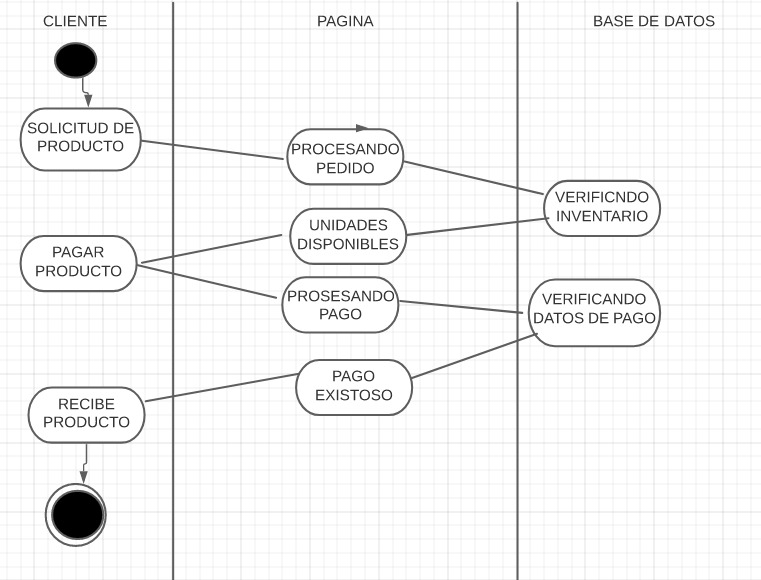 CLIENTE
PAGINA
BASE DE DATOS
SOLICITUD DE
PRODUCTO
PROCESANDO
PEDIDO
VERIFICNDO
INVENTARIO
UNIDADES
DISPONIBLES
PAGAR
PRODUCTO
PROSESANDO
PAGO
VERIFICANDO
DATOS DE PAGO
PAGO
EXISTOSO
RECIBE
PRODUCTO